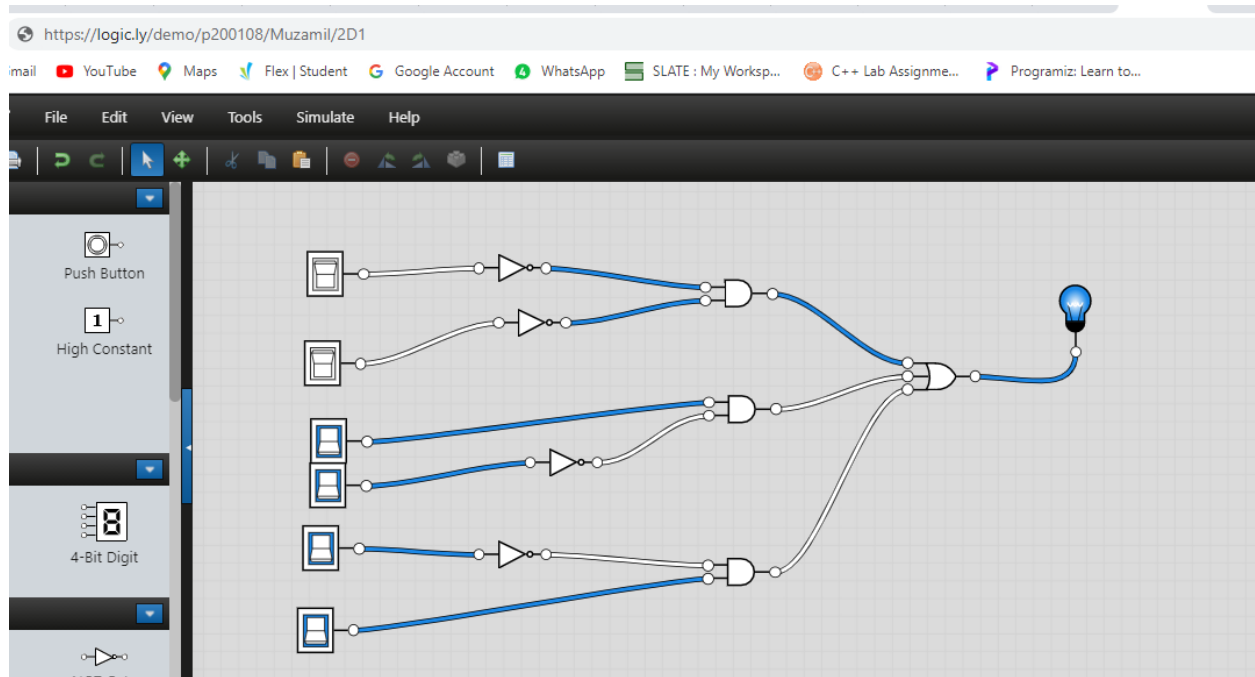 https://logic.ly/demo/p200108/Muzamil/2D1
YouTube Maps Flex | Student Google Account WhatsApp SLATE : My Worksp... C++ Lab Assignme... Programiz: Learn to...
File Edit View Tools Simulate Help
Push Button
1
High Constant
8
4-Bit Digit